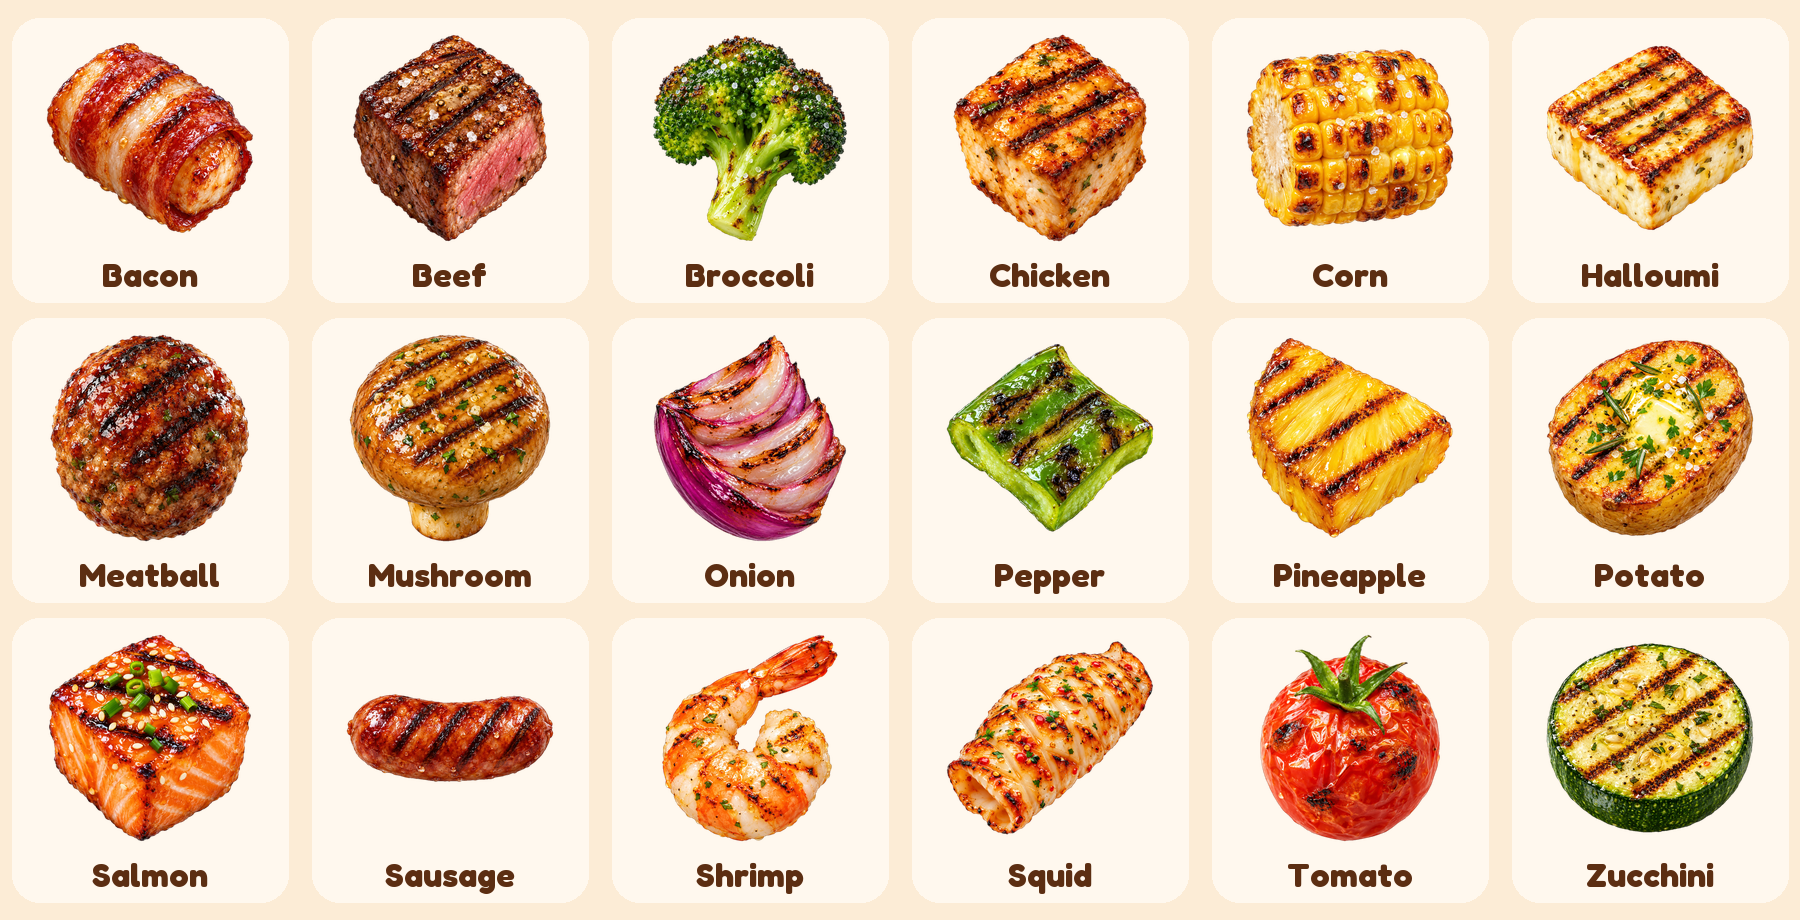 Bacon
Beef
Broccoli
Chicken
Corn
Halloumi
Meatball
Mushroom
Onion
Pepper
Pineapple
Potato
Salmon
Sausage
Shrimp
Squid
Tomato
Zucchini